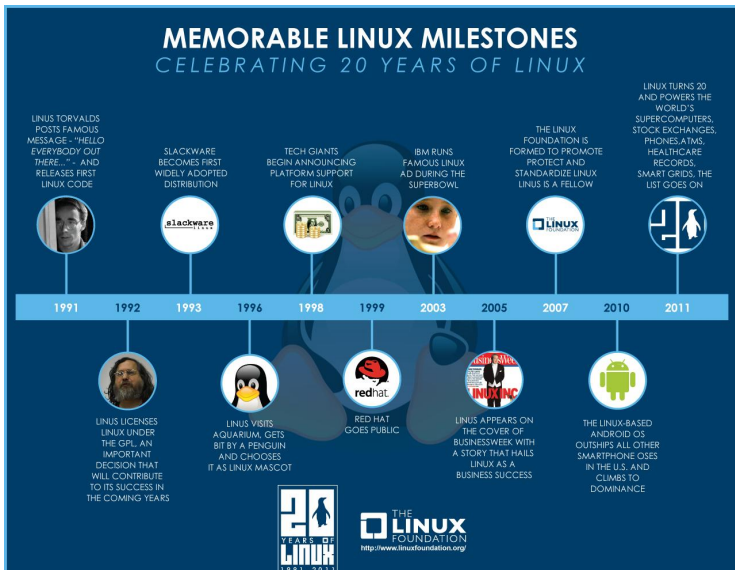 MEMORABLE LINUX MILESTONES
CELEBRATING 20 YEARS OF LINUX
LINUS TORVALDS
POSTS FAMOUS
MESSAGE - "HELLO
EVERYBODY OUT
THERE..." - AND
RELEASES FIRST
LINUX CODE
SLACKWARE
BECOMES FIRST
WIDELY ADOPTED
DISTRIBUTION
slackware
linux
TECH GIANTS
BEGIN ANNOUNCING
PLATFORM SUPPORT
FOR LINUX
IBM RUNS
FAMOUS LINUX
AD DURING THE
SUPERBOWL
THE LINUX
FOUNDATION IS
FORMED TO PROMOTE
PROTECT AND
STANDARDIZE LINUX
LINUS IS A FELLOW
THE
LINUX
FOUNDATION
LINUX TURNS 20
AND POWERS THE
WORLD'S
SUPERCOMPUTERS,
STOCK EXCHANGES,
PHONES,ATMS,
HEALTHCARE
RECORDS,
SMART GRIDS, THE
LIST GOES ON
1991 1992 1993 1996 1998 1999 2003 2005 2007 2010 2011
LINUS LICENSES
LINUX UNDER
THE GPL, AN
IMPORTANT
DECISION THAT
WILL CONTRIBUTE
TO ITS SUCCESS IN
THE COMING YEARS
LINUS VISITS
AQUARIUM, GETS
BIT BY A PENGUIN
AND CHOOSES
IT AS LINUX MASCOT
redhat.
RED HAT
GOES PUBLIC
INUX INC
LINUS APPEARS ON
THE COVER OF
BUSINESSWEEK WITH
A STORY THAT HAILS
LINUX AS A
BUSINESS SUCCESS
THE LINUX-BASED
ANDROID OS
OUTSHIPS ALL OTHER
SMARTPHONE OSES
IN THE U.S. AND
CLIMBS TO
DOMINANCE
20
YEARS OF
LINUX
1991-2011
THE
LINUX
FOUNDATION
http://www.linuxfoundation.org/